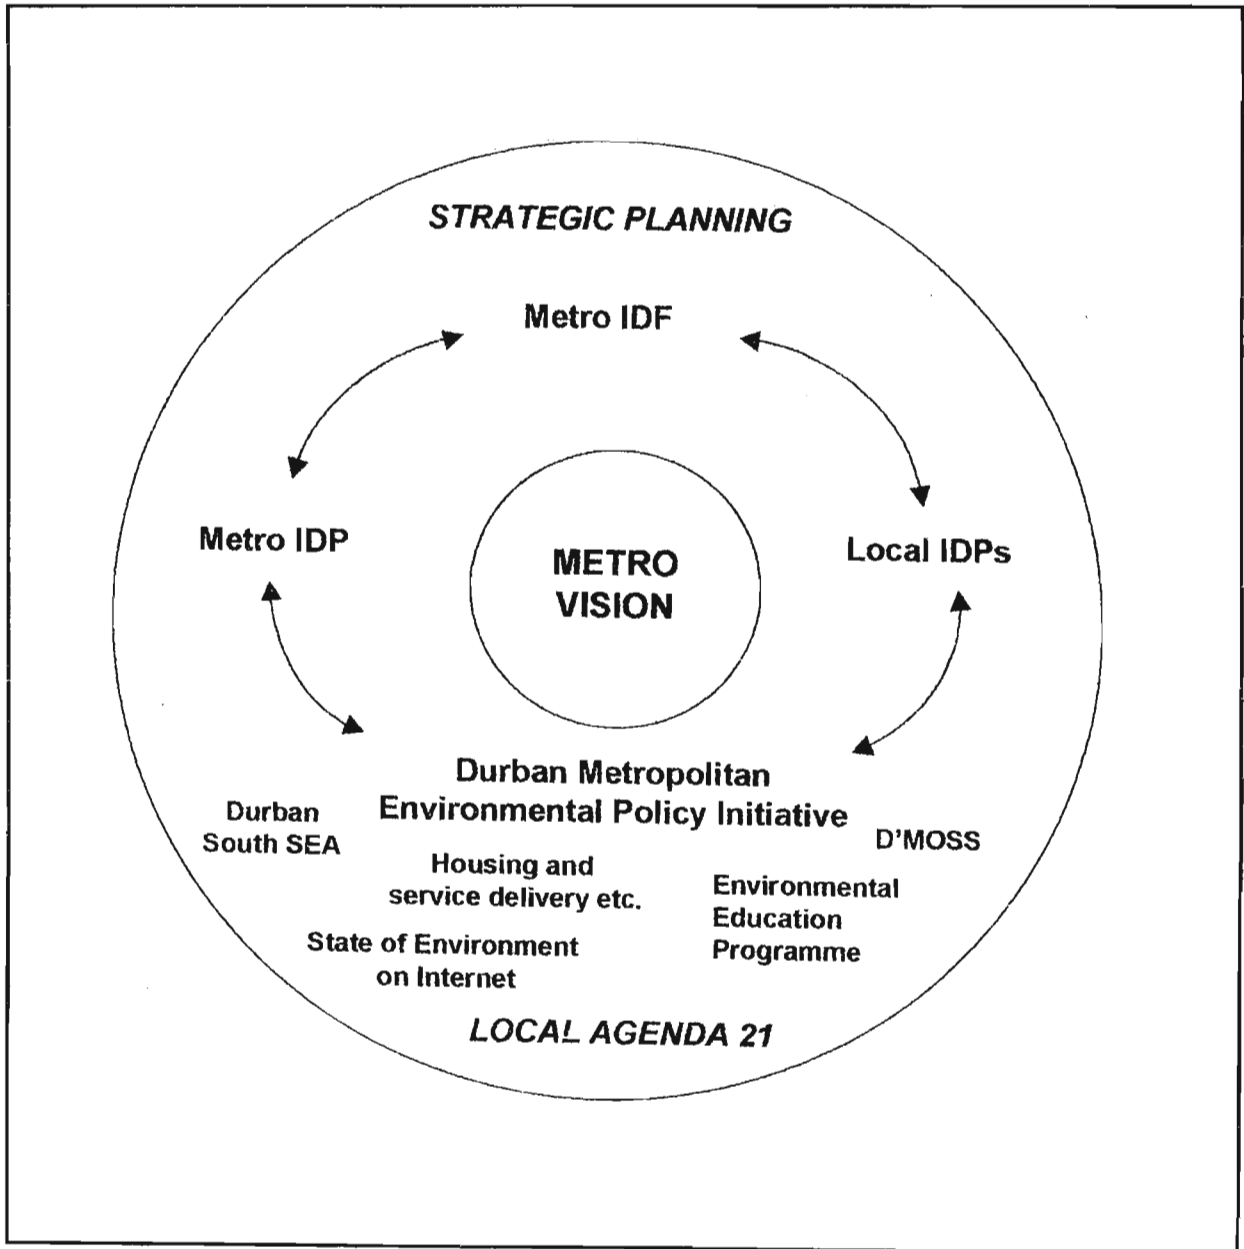 STRATEGIC PLANNING
Metro IDF
Metro IDP
Local IDPs
METRO
VISION
Durban Metropolitan
Environmental Policy Initiative
Durban
South SEA
D'MOSS
Housing and
service delivery etc.
Environmental
Education
Programme
State of Environment
on Internet
LOCAL AGENDA 21